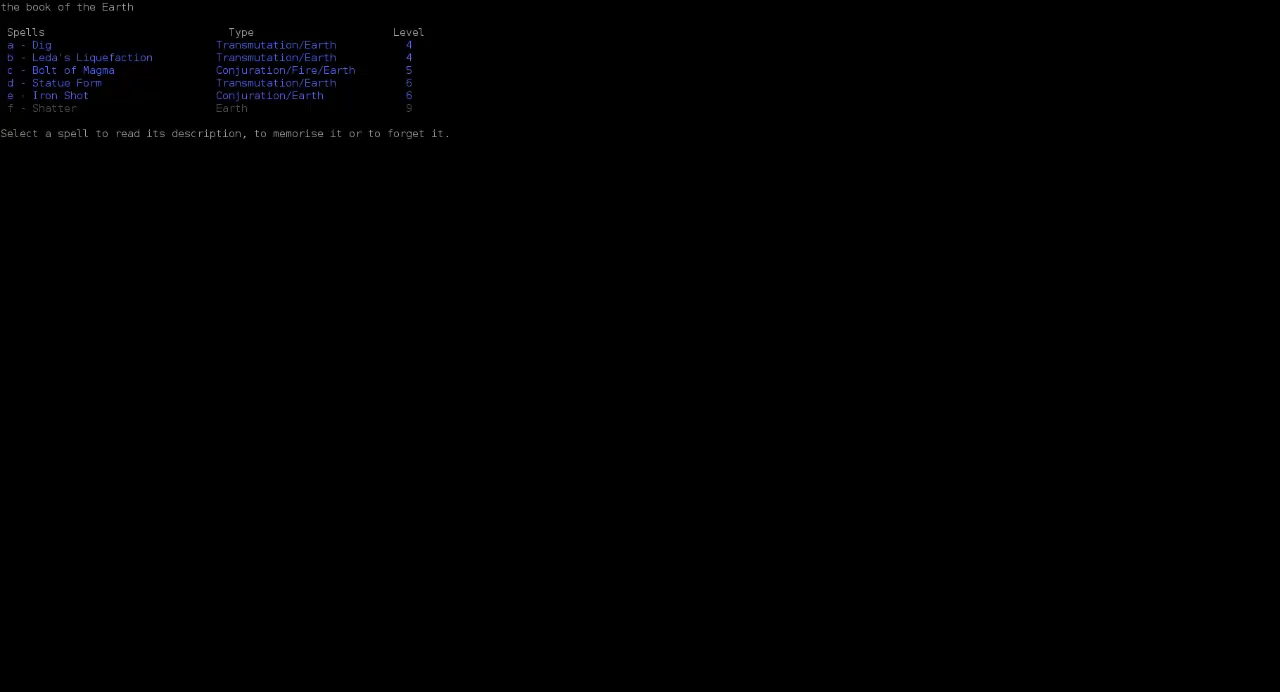 the book of the Earth
Spells Type Level
a - Dig Transmutation/Earth 4
b - Leda's Liquefaction Transmutation/Earth 4
c - Bolt of Magma Conjuration/Fire/Earth 5
d - Statue Form Transmutation/Earth 6
e - Iron Shot Conjuration/Earth 6
f - Shatter Earth 9
Select a spell to read its description, to memorise it or to forget it.